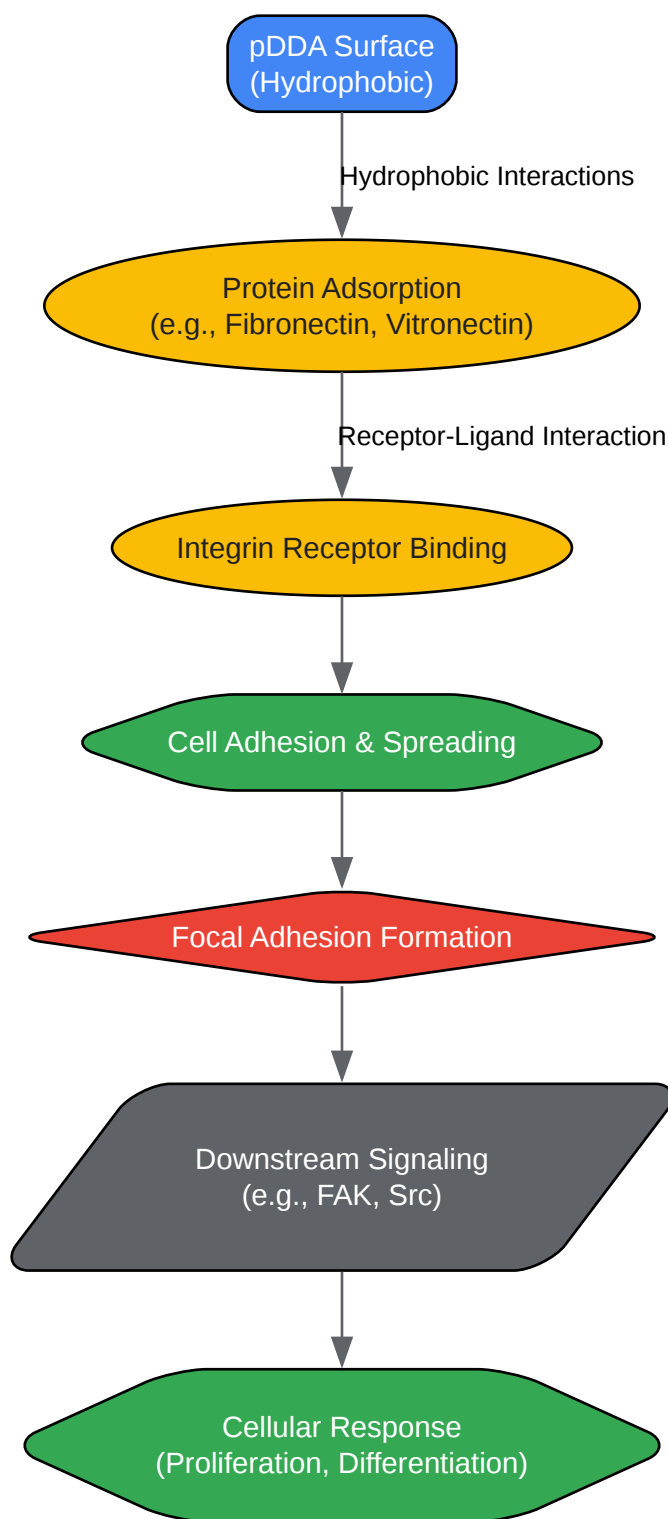 pDDA Surface
(Hydrophobic)
Hydrophobic Interactions
Protein Adsorption
(e.g., Fibronectin, Vitronectin)
Receptor-Ligand Interaction
Integrin Receptor Binding
Cell Adhesion & Spreading
Focal Adhesion Formation
Downstream Signaling
(e.g., FAK, Src)
Cellular Response
(Proliferation, Differentiation)